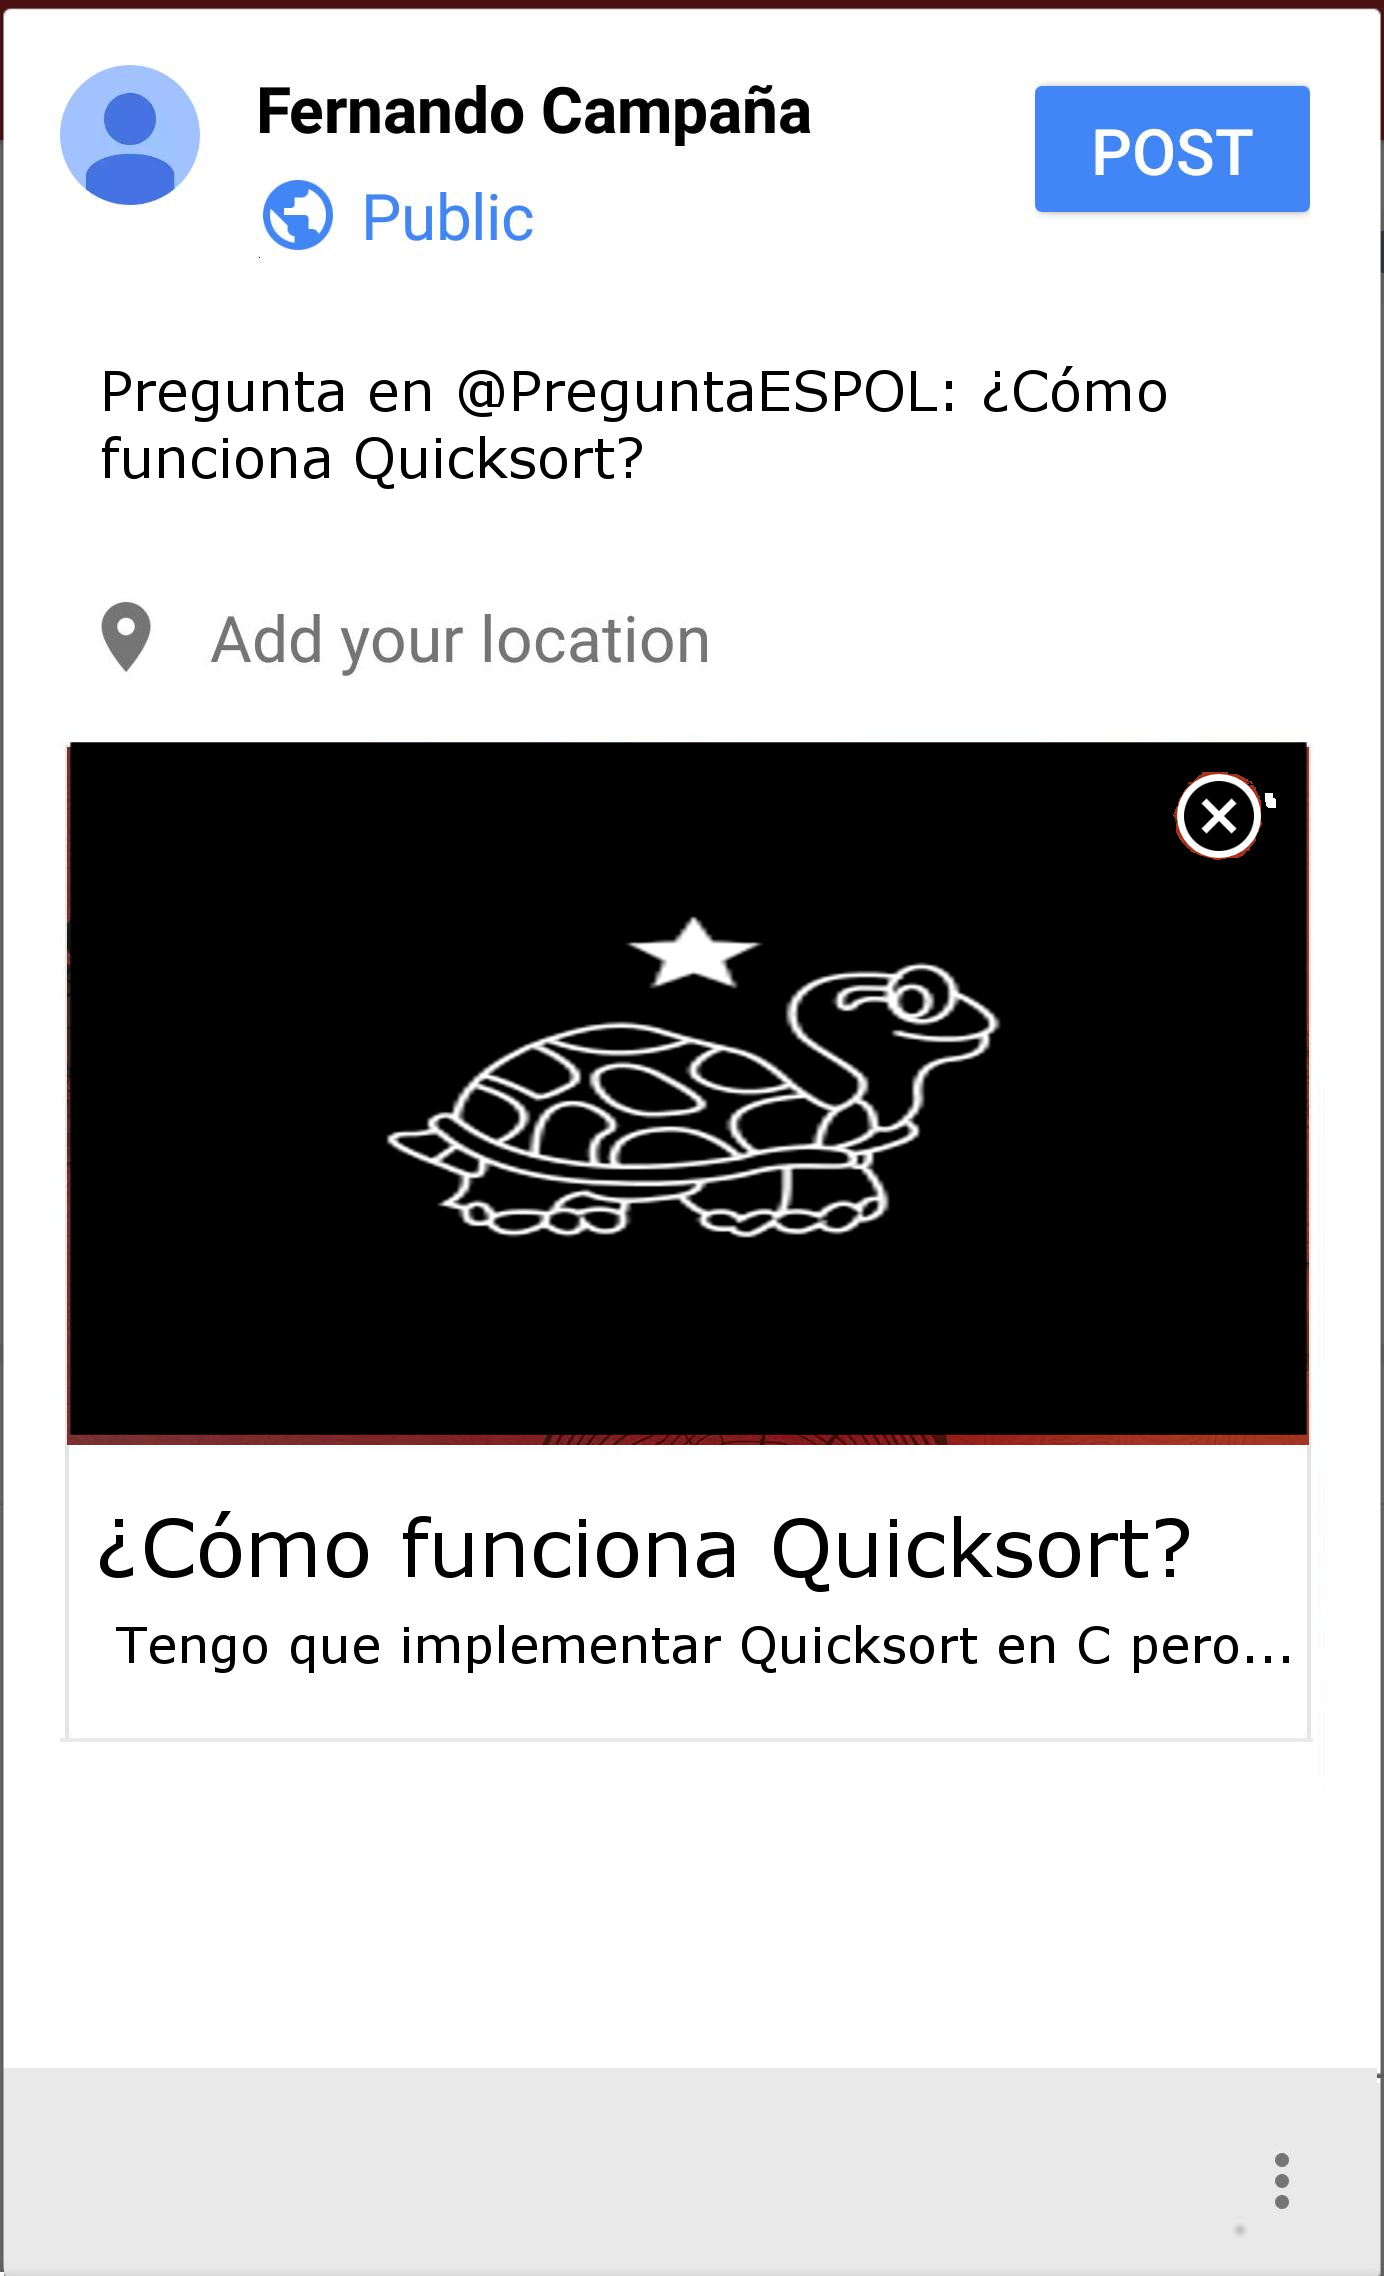 Fernando Campaña
POST
Public
Pregunta en @PreguntaESPOL: ¿Cómo
funciona Quicksort?
Add your location
¿Cómo funciona Quicksort?
Tengo que implementar Quicksort en C pero...